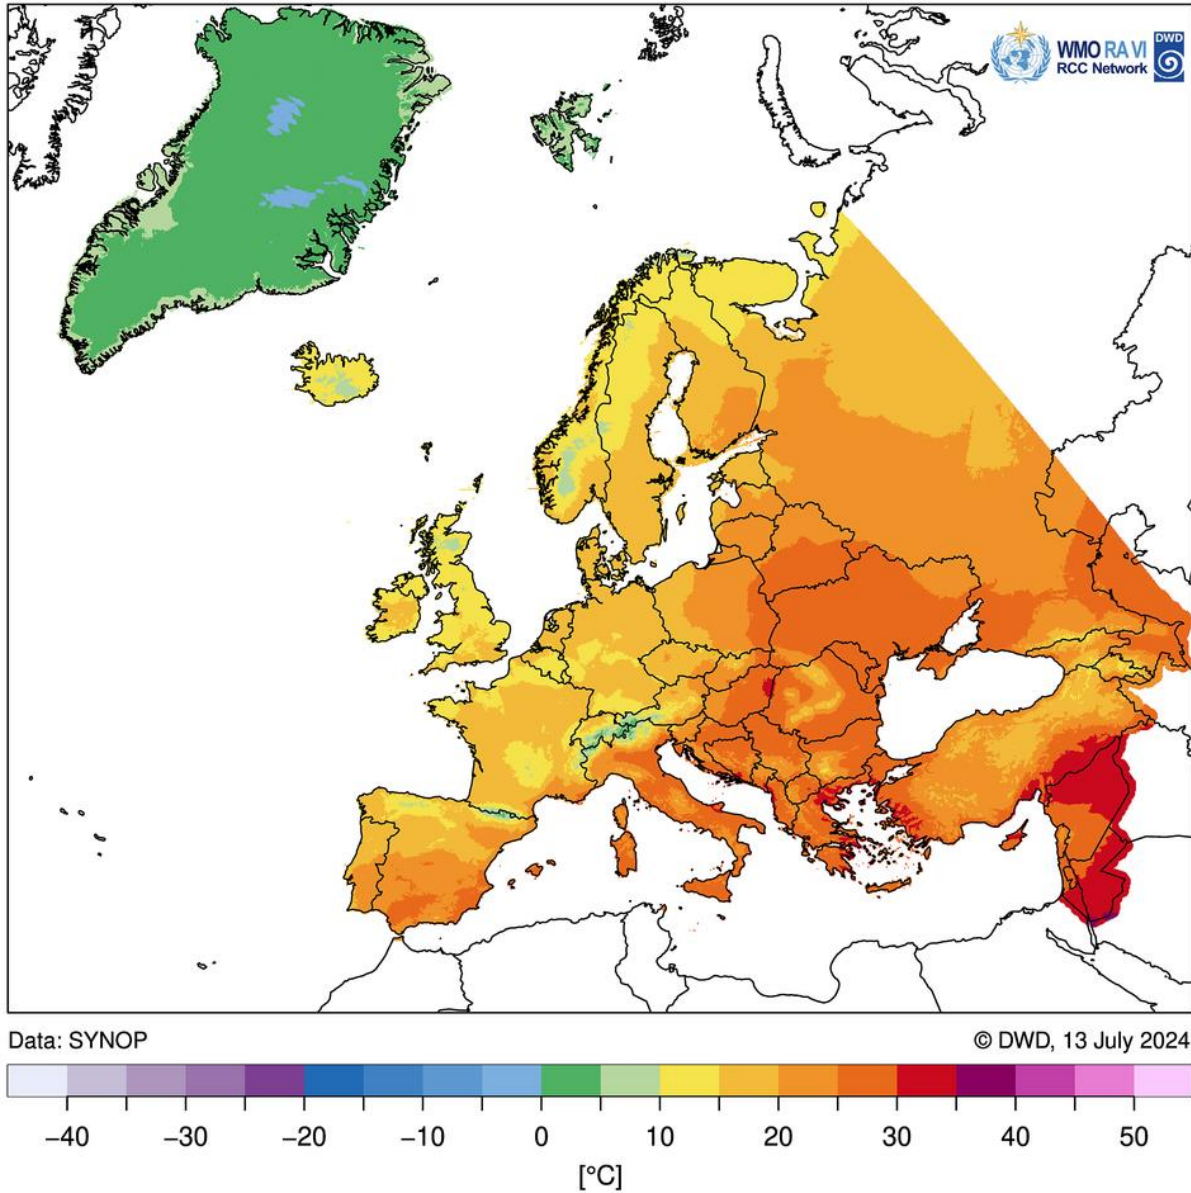 WMO RA VI
RCC Network
DWD
Data: SYNOP
© DWD, 13 July 2024
−40 −30 −20 −10 0 10 20 30 40 50
[°C]